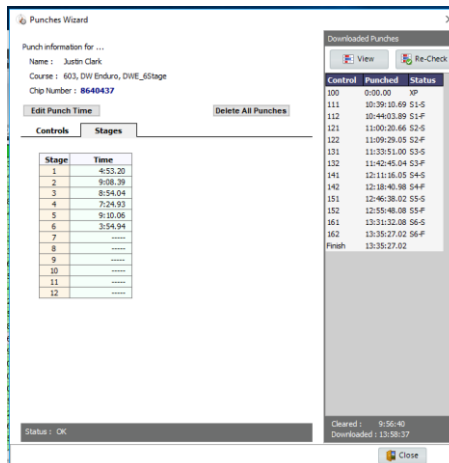 Punches Wizard
Punch information for ...
Name : Justin Clark
Course : 603, DW Enduro, DWE_6Stage
Chip Number : 8640437
Edit Punch Time Delete All Punches
Controls Stages
Stage Time
1 4:53.20
2 9:08.39
3 8:54.04
4 7:24.93
5 9:10.06
6 3:54.94
7 -----
8 -----
9 -----
10 -----
11 -----
12 -----
Status : OK
Downloaded Punches
View Re-Check
Control Punched Status
100 0:00.00 XP
111 10:39:10.69 S1-S
112 10:44:03.89 S1-F
121 11:00:20.66 S2-S
122 11:09:29.05 S2-F
131 11:33:51.00 S3-S
132 11:42:45.04 S3-F
141 12:11:16.05 S4-S
142 12:18:40.98 S4-F
151 12:46:38.02 S5-S
152 12:55:48.08 S5-F
161 13:31:32.08 S6-S
162 13:35:27.02 S6-F
Finish 13:35:27.02
Cleared : 9:56:40
Downloaded : 13:58:37
Close